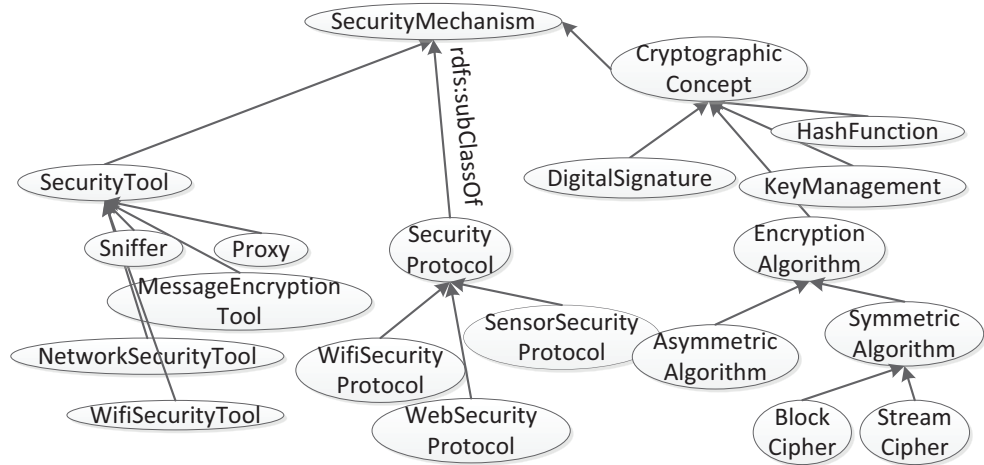 SecurityMechanism
rdfs:subClassOf
Cryptographic
Concept
HashFunction
DigitalSignature
KeyManagement
SecurityTool
Sniffer
Proxy
MessageEncryption
Tool
NetworkSecurityTool
WifiSecurityTool
Security
Protocol
WifiSecurity
Protocol
SensorSecurity
Protocol
WebSecurity
Protocol
Encryption
Algorithm
Asymmetric
Algorithm
Symmetric
Algorithm
Block
Cipher
Stream
Cipher